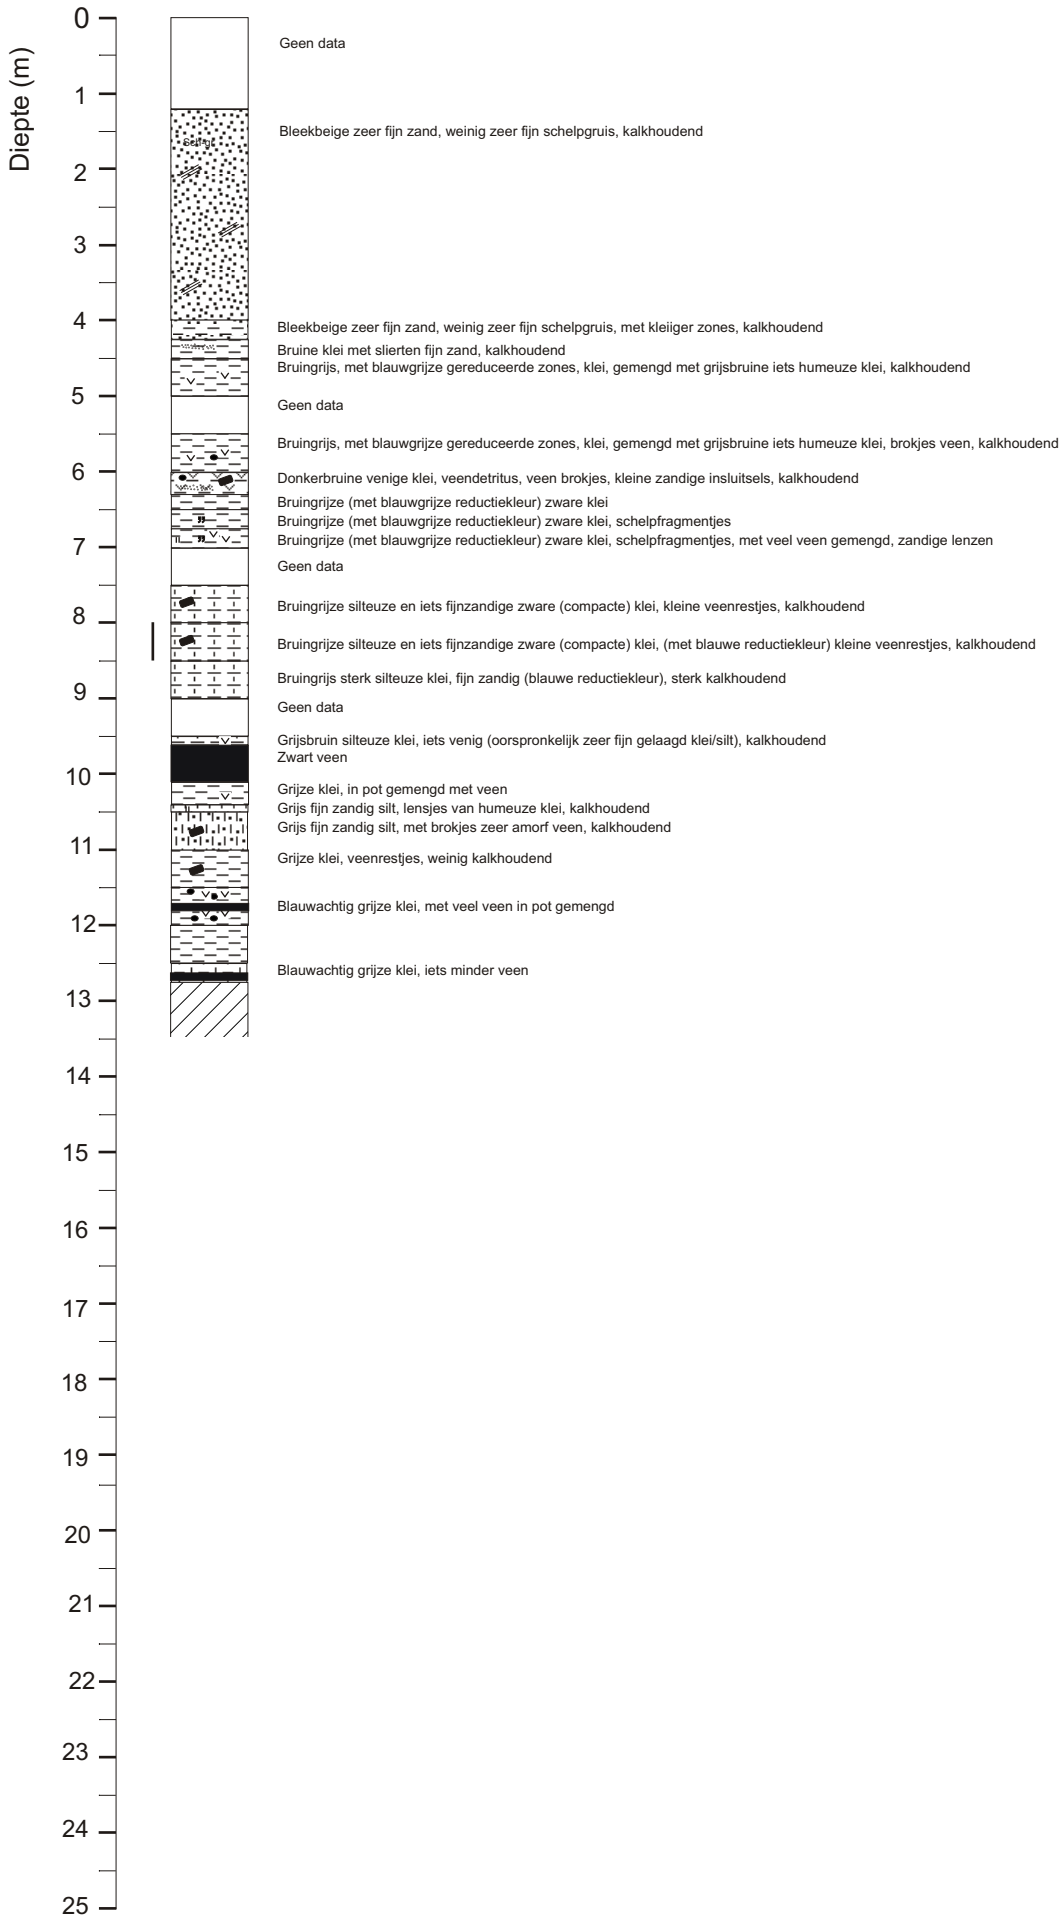 Diepte (m)
0
Geen data
1
Bleekbeige zeer fijn zand, weinig zeer fijn schelpgruis, kalkhoudend
2
3
4
Bleekbeige zeer fijn zand, weinig zeer fijn schelpgruis, met kleiiger zones, kalkhoudend
Bruine klei met slierten fijn zand, kalkhoudend
Bruingrijs, met blauwgrijze gereduceerde zones, klei, gemengd met grijsbruine iets humeuze klei, kalkhoudend
5
Geen data
Bruingrijs, met blauwgrijze gereduceerde zones, klei, gemengd met grijsbruine iets humeuze klei, brokjes veen, kalkhoudend
6
Donkerbruine venige klei, veendetritus, veen brokjes, kleine zandige insluitsels, kalkhoudend
Bruingrijze (met blauwgrijze reductiekleur) zware klei
Bruingrijze (met blauwgrijze reductiekleur) zware klei, schelpfragmentjes
Bruingrijze (met blauwgrijze reductiekleur) zware klei, schelpfragmentjes, met veel veen gemengd, zandige lenzen
7
Geen data
Bruingrijze silteuze en iets fijnzandige zware (compacte) klei, kleine veenrestjes, kalkhoudend
8
Bruingrijze silteuze en iets fijnzandige zware (compacte) klei, (met blauwe reductiekleur) kleine veenrestjes, kalkhoudend
Bruingrijs sterk silteuze klei, fijn zandig (blauwe reductiekleur), sterk kalkhoudend
9
Geen data
Grijsbruin silteuze klei, iets venig (oorspronkelijk zeer fijn gelaagd klei/silt), kalkhoudend
Zwart veen
10
Grijze klei, in pot gemengd met veen
Grijs fijn zandig silt, lensjes van humeuze klei, kalkhoudend
Grijs fijn zandig silt, met brokjes zeer amorf veen, kalkhoudend
11
Grijze klei, veenrestjes, weinig kalkhoudend
Blauwachtig grijze klei, met veel veen in pot gemengd
12
Blauwachtig grijze klei, iets minder veen
13
14
15
16
17
18
19
20
21
22
23
24
25